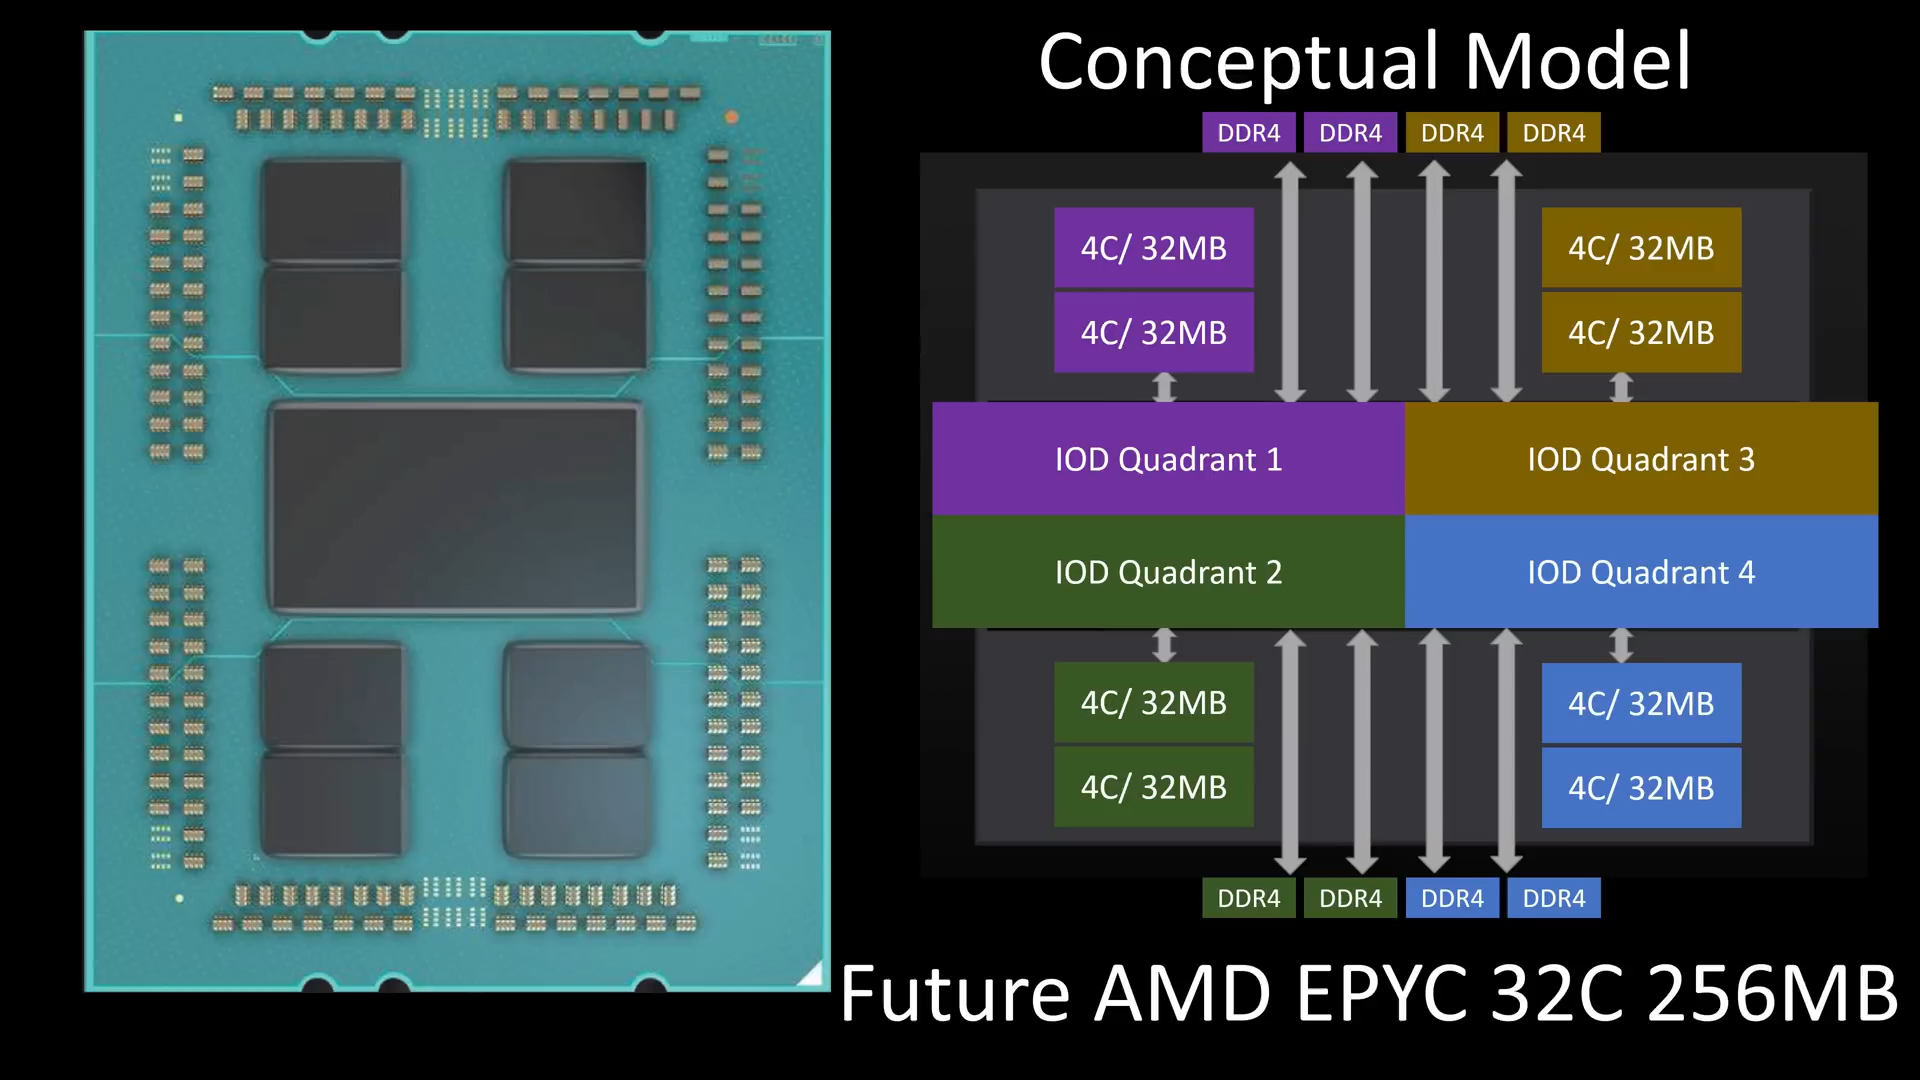 Conceptual Model
DDR4 DDR4 DDR4 DDR4
4C/ 32MB 4C/ 32MB
4C/ 32MB 4C/ 32MB
IOD Quadrant 1 IOD Quadrant 3
IOD Quadrant 2 IOD Quadrant 4
4C/ 32MB 4C/ 32MB
4C/ 32MB 4C/ 32MB
DDR4 DDR4 DDR4 DDR4
Future AMD EPYC 32C 256MB